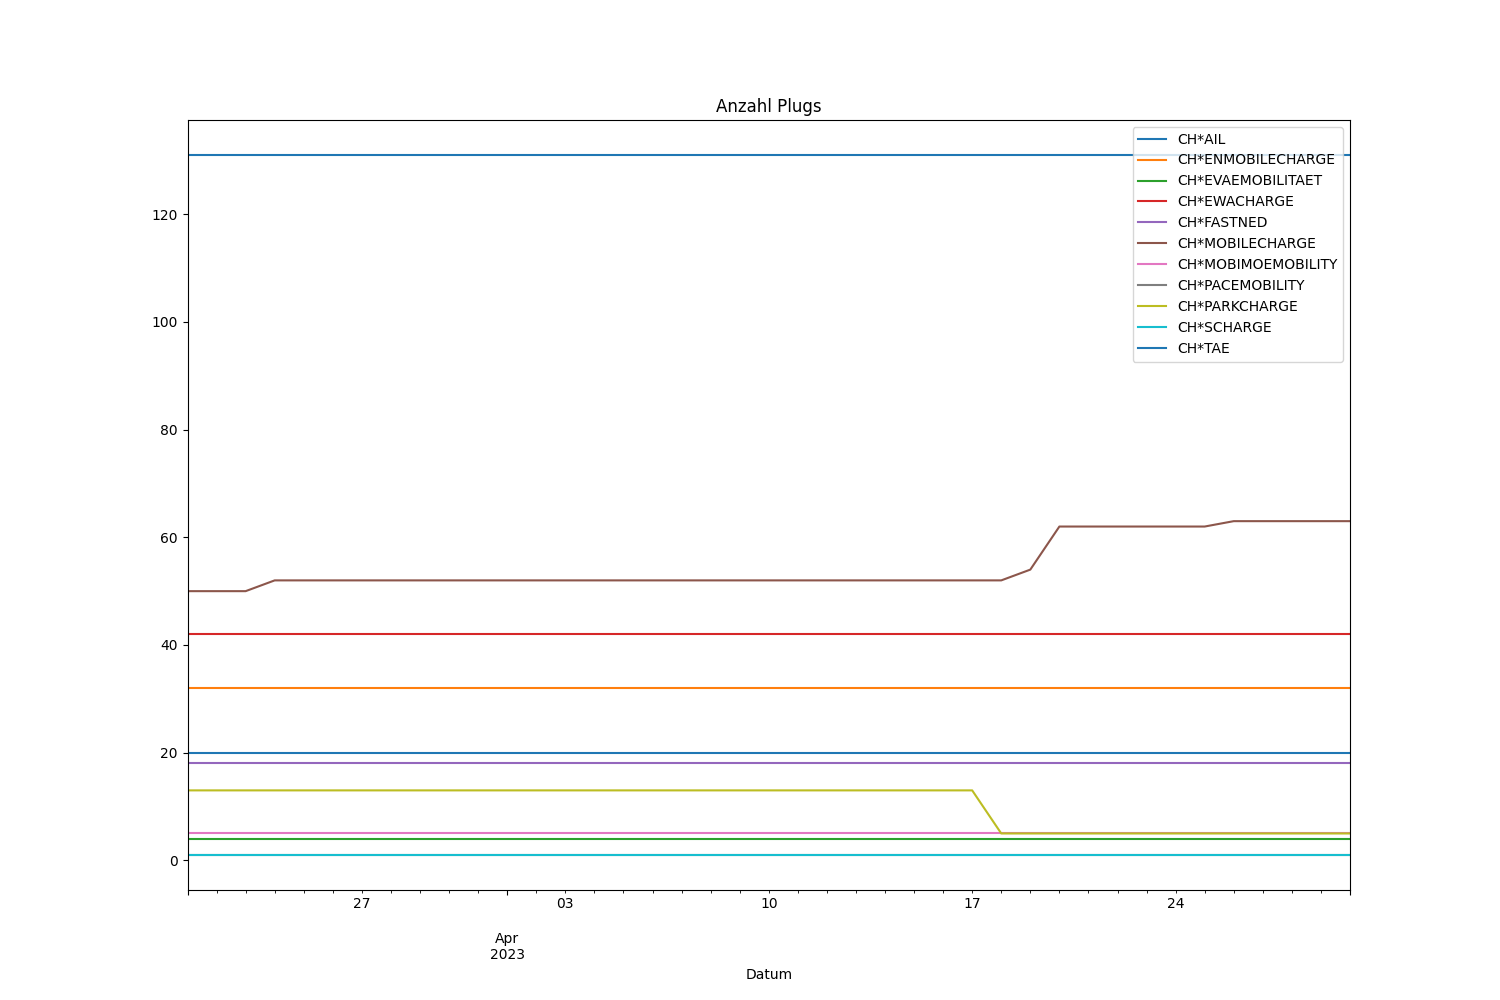 Anzahl Plugs
CH*AIL
CH*ENMOBILECHARGE
CH*EVAEMOBILITAET
CH*EWACHARGE
CH*FASTNED
CH*MOBILECHARGE
CH*MOBIMOEMOBILITY
CH*PACEMOBILITY
CH*PARKCHARGE
CH*SCHARGE
CH*TAE
120
100
80
60
40
20
0
27 03 10 17 24
Apr
2023
Datum